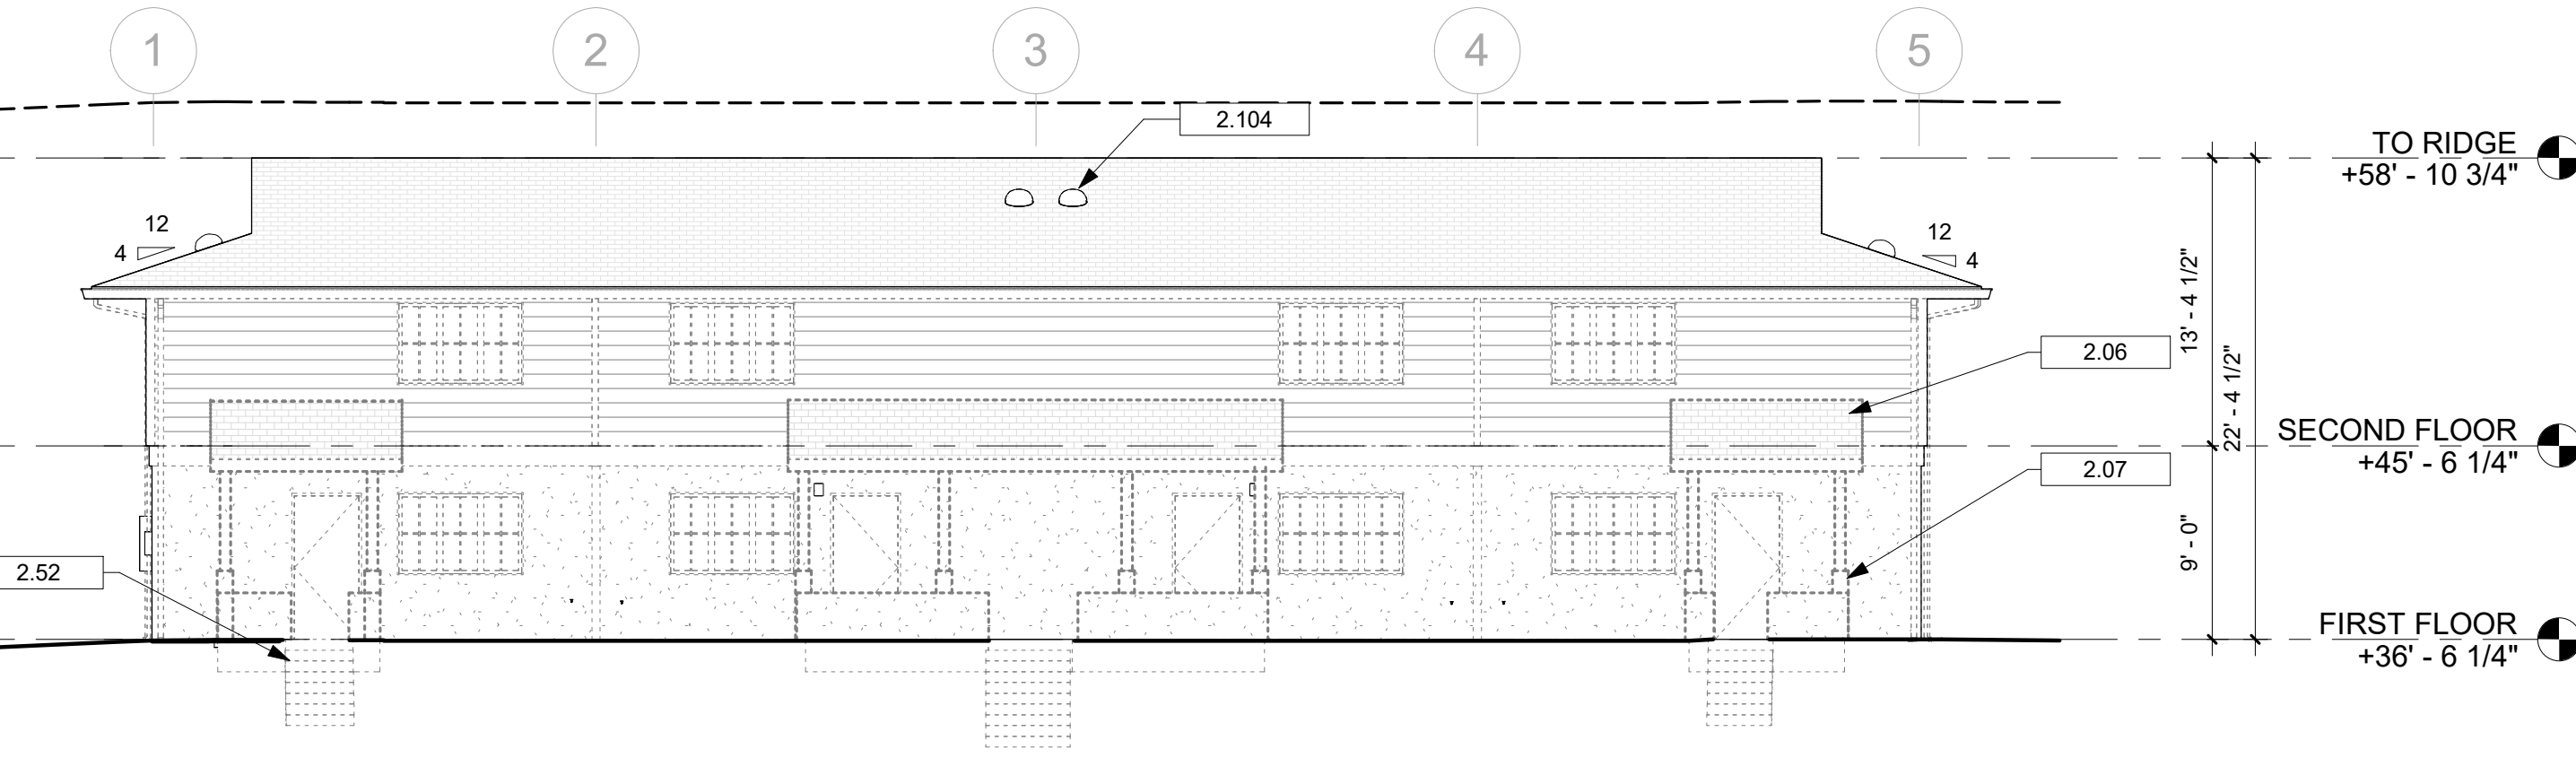 1
2
3
4
5
2.104
TO RIDGE
+58' - 10 3/4"
12
4
12
4
13' - 4 1/2"
2.06
22' - 4 1/2"
SECOND FLOOR
+45' - 6 1/4"
2.07
9' - 0"
2.52
FIRST FLOOR
+36' - 6 1/4"